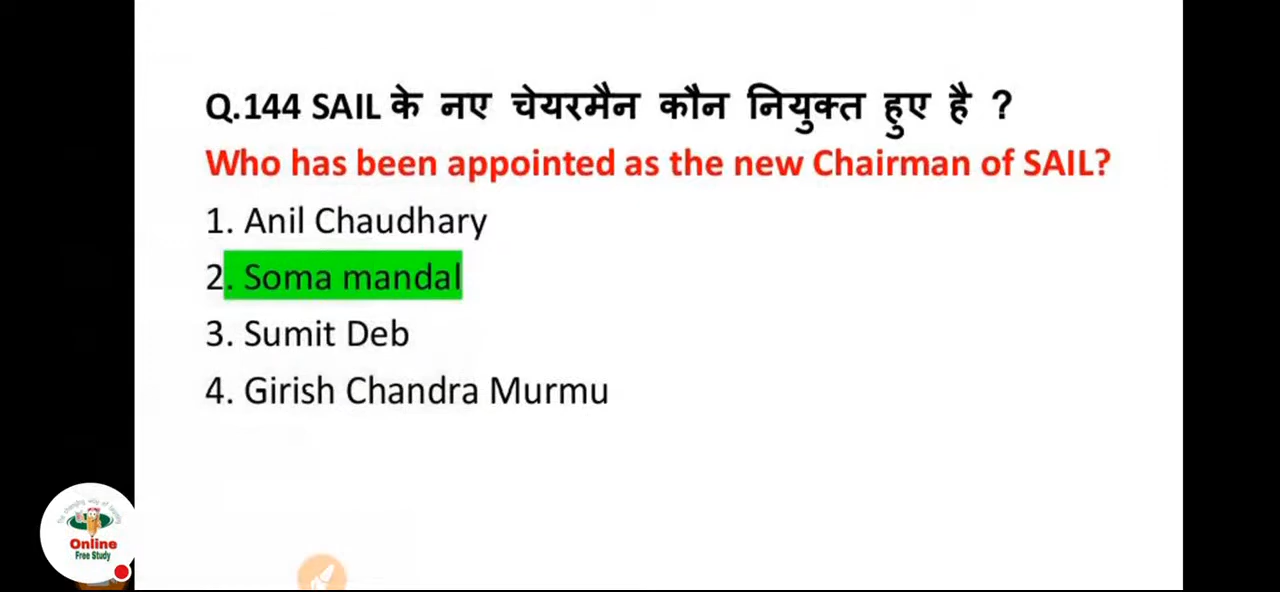 Q.144 SAIL के नए चेयरमैन कौन नियुक्त हुए है ?
Who has been appointed as the new Chairman of SAIL?
1. Anil Chaudhary
2. Soma mandal
3. Sumit Deb
4. Girish Chandra Murmu
Online
Free Study